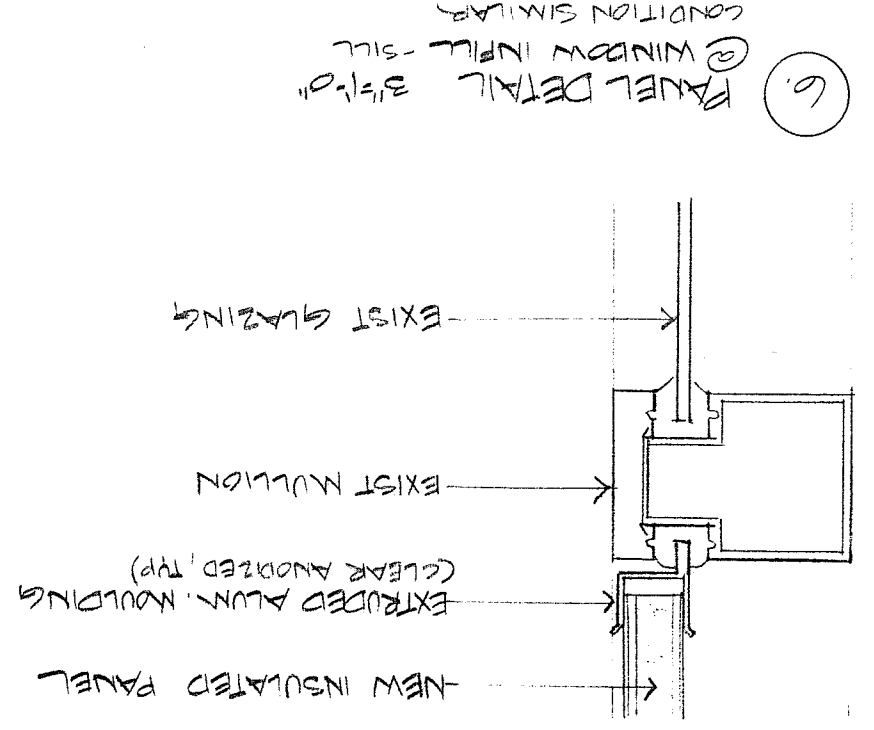 NEW INSULATED PANEL
EXTRUDED ALUM. MOULDING
(CLEAR ANODIZED, TYP)
EXIST MULLION
EXIST GLAZING
6. PANEL DETAIL 3"=1'-0"
@ WINDOW INFILL - SILL
CONDITION SIMILAR